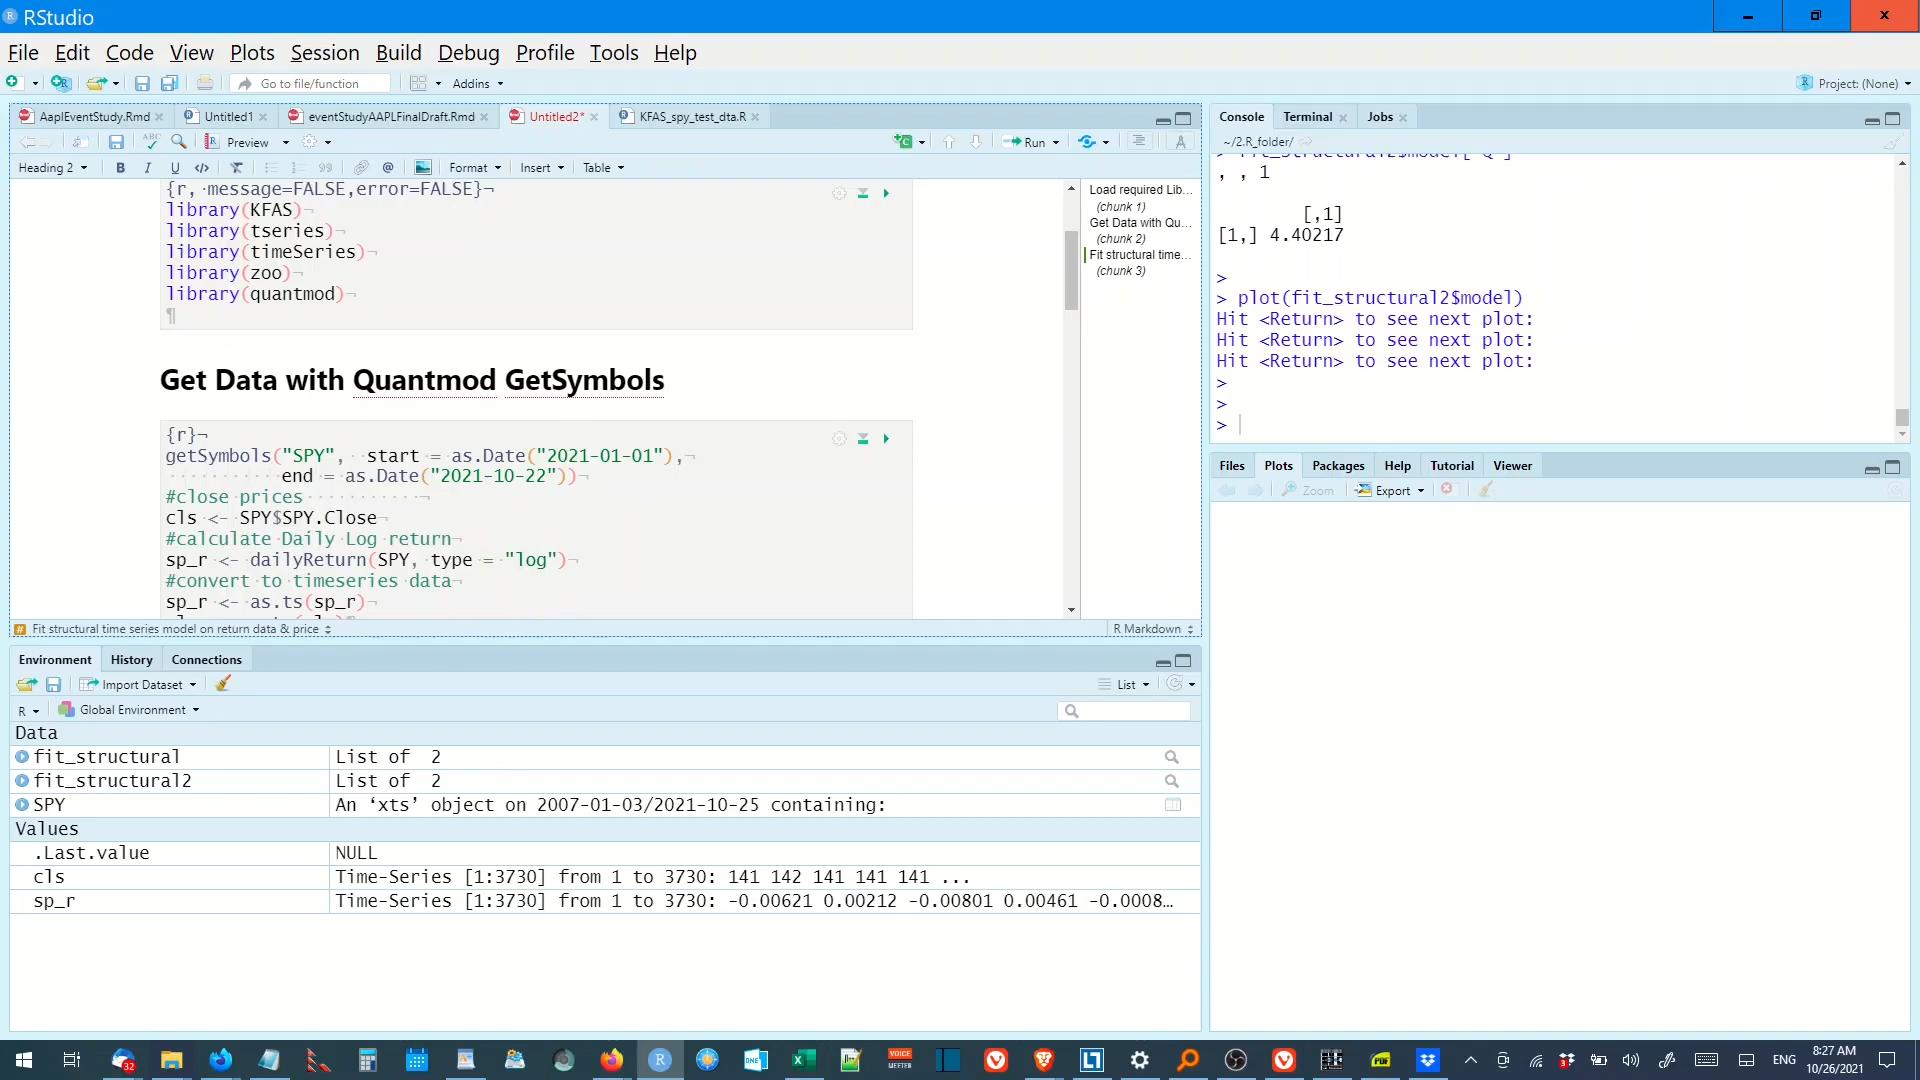 RStudio
File Edit Code View Plots Session Build Debug Profile Tools Help
Go to file/function Addins Project: (None)
AaplEventStudy.Rmd Untitled1 eventStudyAAPLFinalDraft.Rmd Untitled2* KFAS_spy_test_dta.R
Preview Run
Heading 2 B I U </> 99 @ Format Insert Table
{r, message=FALSE,error=FALSE}¬
library(KFAS)¬
library(tseries)¬
library(timeSeries)¬
library(zoo)¬
library(quantmod)¬
¶
Get Data with Quantmod GetSymbols
{r}¬
getSymbols("SPY", start = as.Date("2021-01-01"),¬
end = as.Date("2021-10-22"))¬
#close prices ¬
cls <- SPY$SPY.Close¬
#calculate Daily Log return¬
sp_r <- dailyReturn(SPY, type = "log")¬
#convert to timeseries data¬
sp_r <- as.ts(sp_r)¬
Load required Lib...
(chunk 1)
Get Data with Qu...
(chunk 2)
Fit structural time...
(chunk 3)
Fit structural time series model on return data & price
R Markdown
Environment History Connections
Import Dataset List
R Global Environment
Data
fit_structural List of 2
fit_structural2 List of 2
SPY An ‘xts’ object on 2007-01-03/2021-10-25 containing:
Values
.Last.value NULL
cls Time-Series [1:3730] from 1 to 3730: 141 142 141 141 141 ...
sp_r Time-Series [1:3730] from 1 to 3730: -0.00621 0.00212 -0.00801 0.00461 -0.0008…
Console Terminal Jobs
~/2.R_folder/
> fit_structural2$model["Q"]
, , 1
[,1]
[1,] 4.40217
>
> plot(fit_structural2$model)
Hit <Return> to see next plot:
Hit <Return> to see next plot:
Hit <Return> to see next plot:
>
>
>
Files Plots Packages Help Tutorial Viewer
Zoom Export
32
VOICE
MEETER
PDF
3
ENG
8:27 AM
10/26/2021